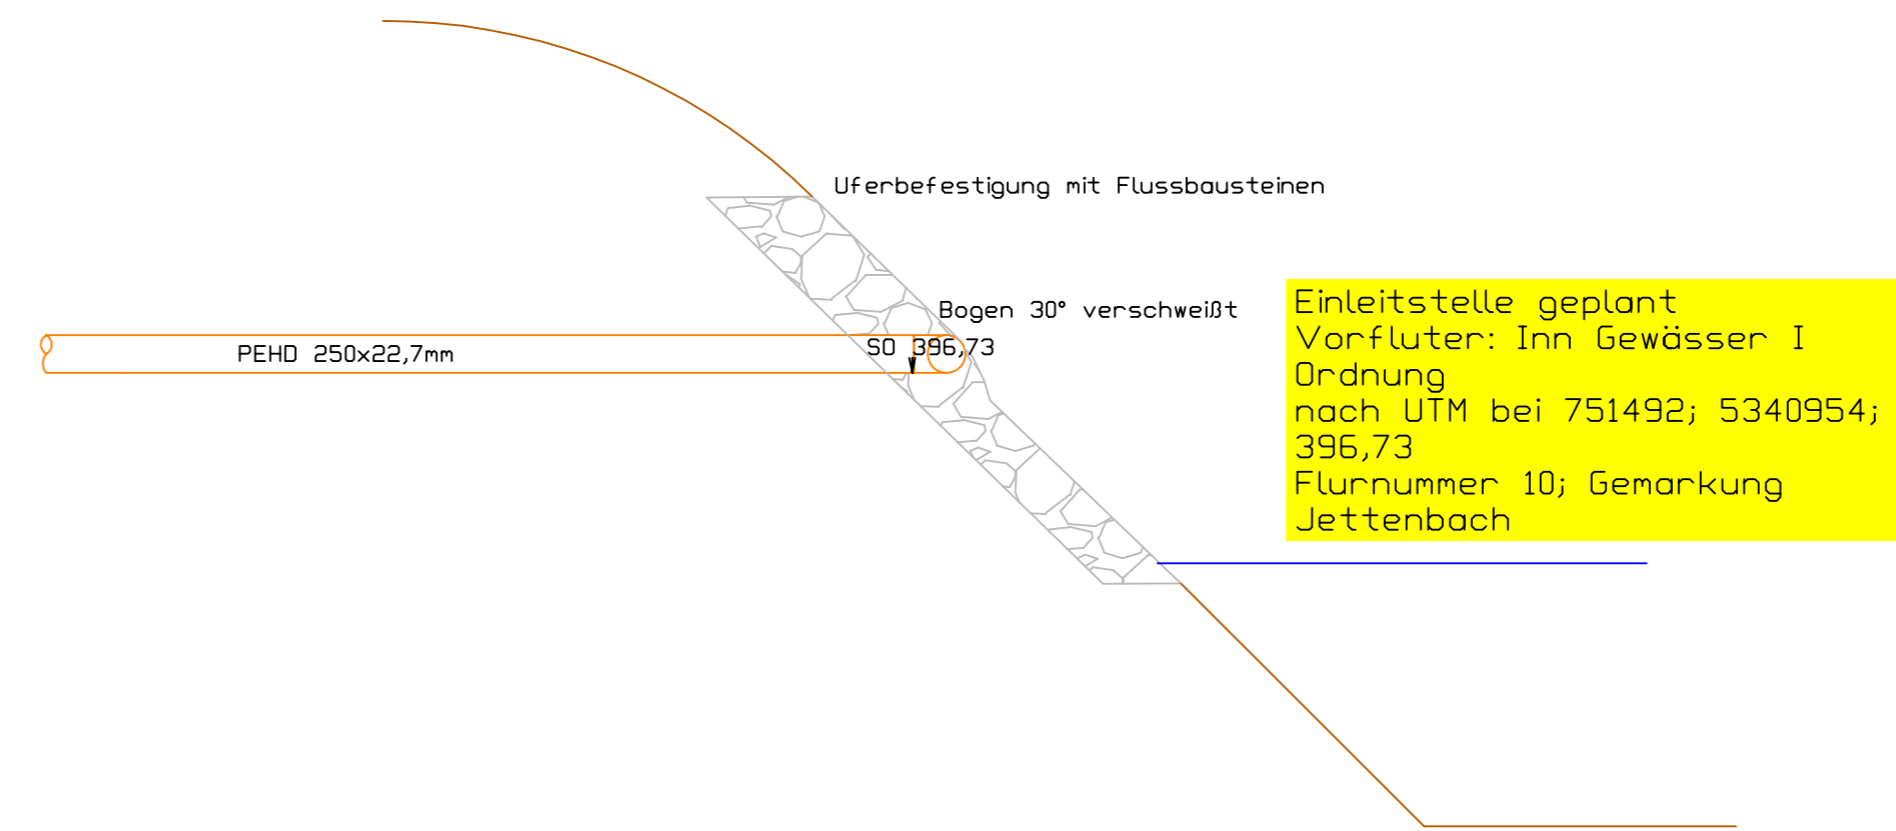 Uferbefestigung mit Flussbausteinen
Bogen 30° verschweißt
SO 396,73
PEHD 250x22,7mm
Einleitstelle geplant
Vorfluter: Inn Gewässer I
Ordnung
nach UTM bei 751492; 5340954;
396,73
Flurnummer 10; Gemarkung
Jettenbach